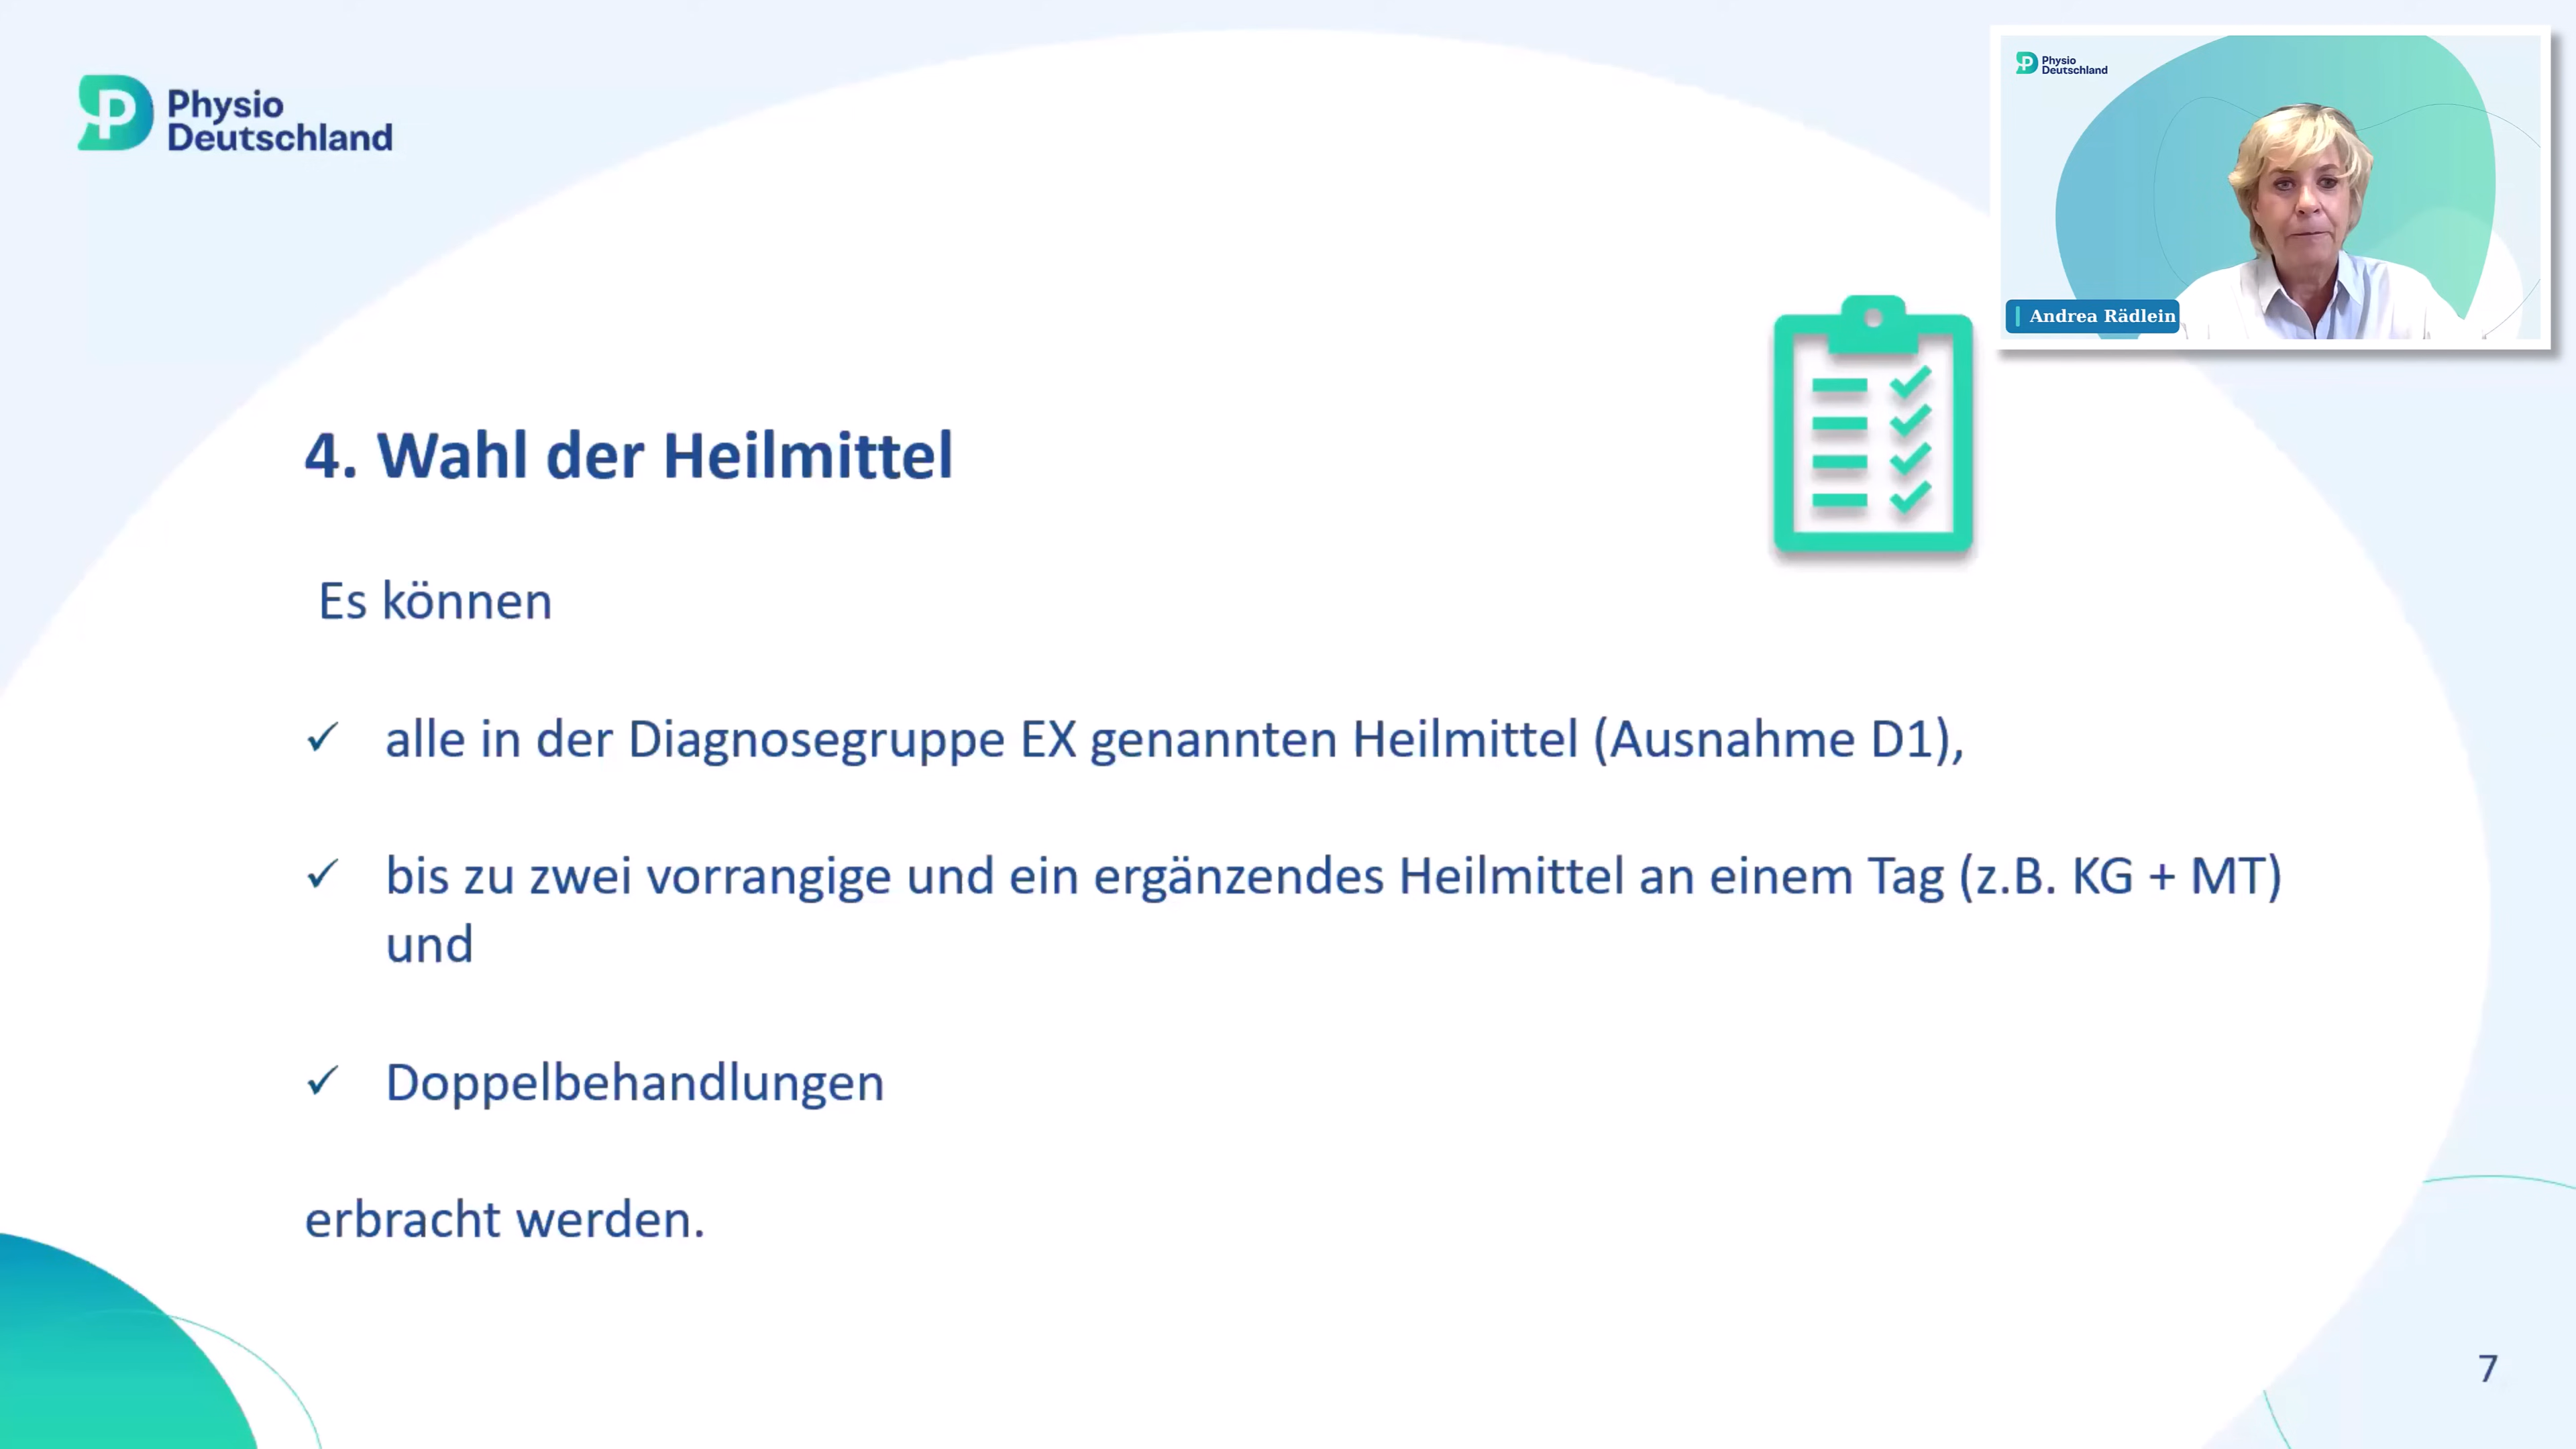 Physio
Deutschland
Physio
Deutschland
Andrea Rädlein
4. Wahl der Heilmittel
Es können
✓ alle in der Diagnosegruppe EX genannten Heilmittel (Ausnahme D1),
✓ bis zu zwei vorrangige und ein ergänzendes Heilmittel an einem Tag (z.B. KG + MT)
und
✓ Doppelbehandlungen
erbracht werden.
7